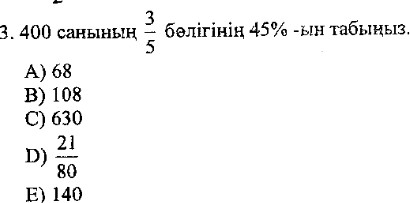 3. 400 санының 3/5 бөлігінің 45% -ын табыңыз.
A) 68
B) 108
C) 630
D) 21/80
E) 140